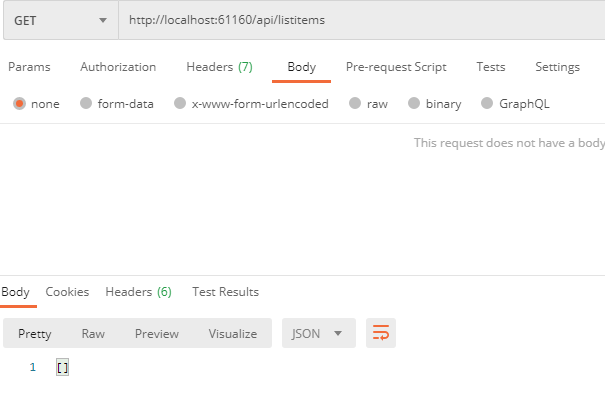 GET http://localhost:61160/api/listitems
Params Authorization Headers (7) Body Pre-request Script Tests Settings
none form-data x-www-form-urlencoded raw binary GraphQL
This request does not have a body
Body Cookies Headers (6) Test Results
Pretty Raw Preview Visualize JSON
1 []